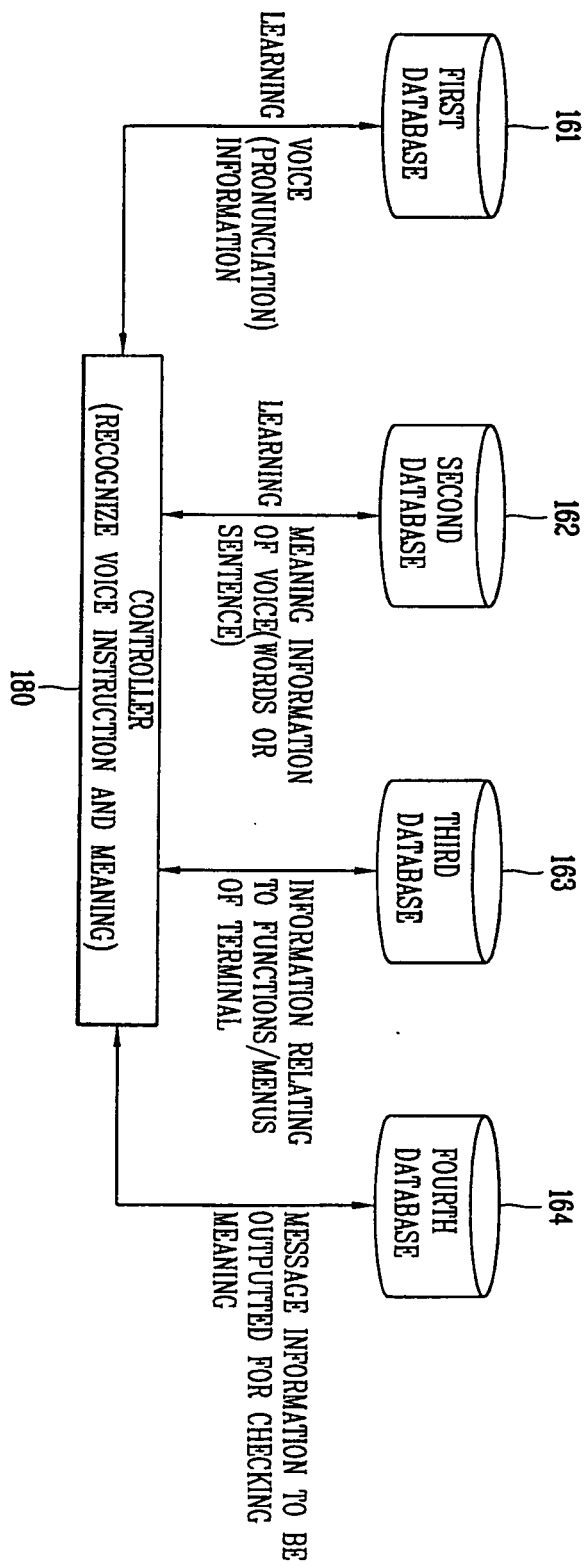 161
FIRST
DATABASE
LEARNING
VOICE
(PRONUNCIATION)
INFORMATION
162
SECOND
DATABASE
LEARNING
MEANING INFORMATION
OF VOICE(WORDS OR
SENTENCE)
163
THIRD
DATABASE
INFORMATION RELATING
TO FUNCTIONS/MENUS
OF TERMINAL
164
FOURTH
DATABASE
MESSAGE INFORMATION TO BE
OUTPUTTED FOR CHECKING
MEANING
CONTROLLER
(RECOGNIZE VOICE INSTRUCTION AND MEANING)
180